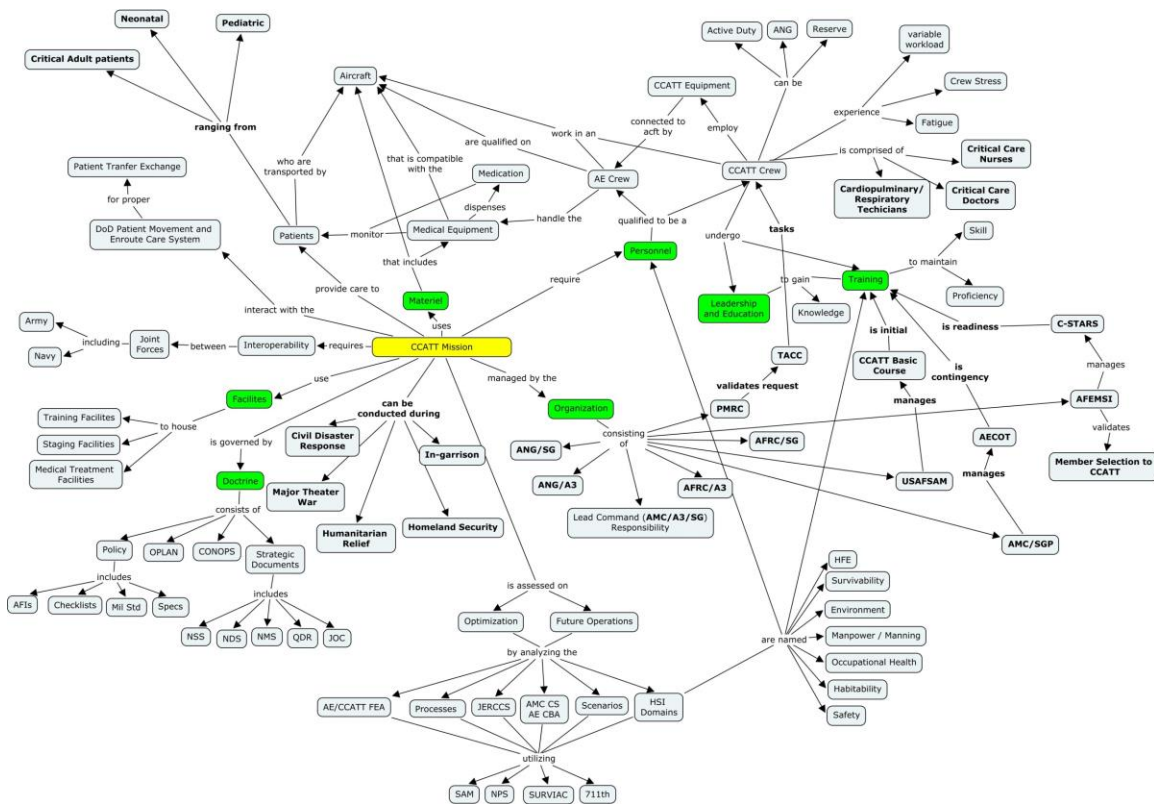 Neonatal
Pediatric
Critical Adult patients
ranging from
Active Duty
ANG
Reserve
can be
variable
workload
Aircraft
CCATT Equipment
Crew Stress
experience
Fatigue
connected to
acft by
employ
work in an
are qualified on
who are
transported by
that is compatible
with the
is comprised of
Critical Care
Nurses
Patient Tranfer Exchange
Medication
AE Crew
CCATT Crew
Cardiopulminary/
Respiratory
Techicians
Critical Care
Doctors
for proper
dispenses
handle the
qualified to be a
tasks
DoD Patient Movement and
Enroute Care System
Patients
monitor
Medical Equipment
undergo
Skill
Personnel
that includes
to maintain
provide care to
require
to gain
Training
Materiel
Leadership
and Education
Knowledge
Proficiency
interact with the
uses
Army
including
Joint
Forces
between
Interoperability
requires
CCATT Mission
Navy
is initial
is readiness
C-STARS
TACC
CCATT Basic
Course
is
contingency
manages
managed by the
validates request
use
Facilites
can be
conducted during
Organization
PMRC
manages
AFEMSI
Training Facilites
to house
Staging Facilities
Medical Treatment
Facilities
is governed by
Civil Disaster
Response
In-garrison
consisting
of
ANG/SG
AFRC/SG
AECOT
validates
Member Selection to
CCATT
Doctrine
Major Theater
War
ANG/A3
AFRC/A3
USAFSAM
manages
consists of
Humanitarian
Relief
Homeland Security
Lead Command (AMC/A3/SG)
Responsibility
AMC/SGP
Policy
OPLAN
CONOPS
Strategic
Documents
includes
AFIs
Checklists
Mil Std
Specs
includes
NSS
NDS
NMS
QDR
JOC
is assessed on
Optimization
Future Operations
by analyzing the
HFE
Survivability
Environment
are named
Manpower / Manning
Occupational Health
Habitability
Safety
AE/CCATT FEA
Processes
JERCCS
AMC CS
AE CBA
Scenarios
HSI
Domains
utilizing
SAM
NPS
SURVIAC
711th